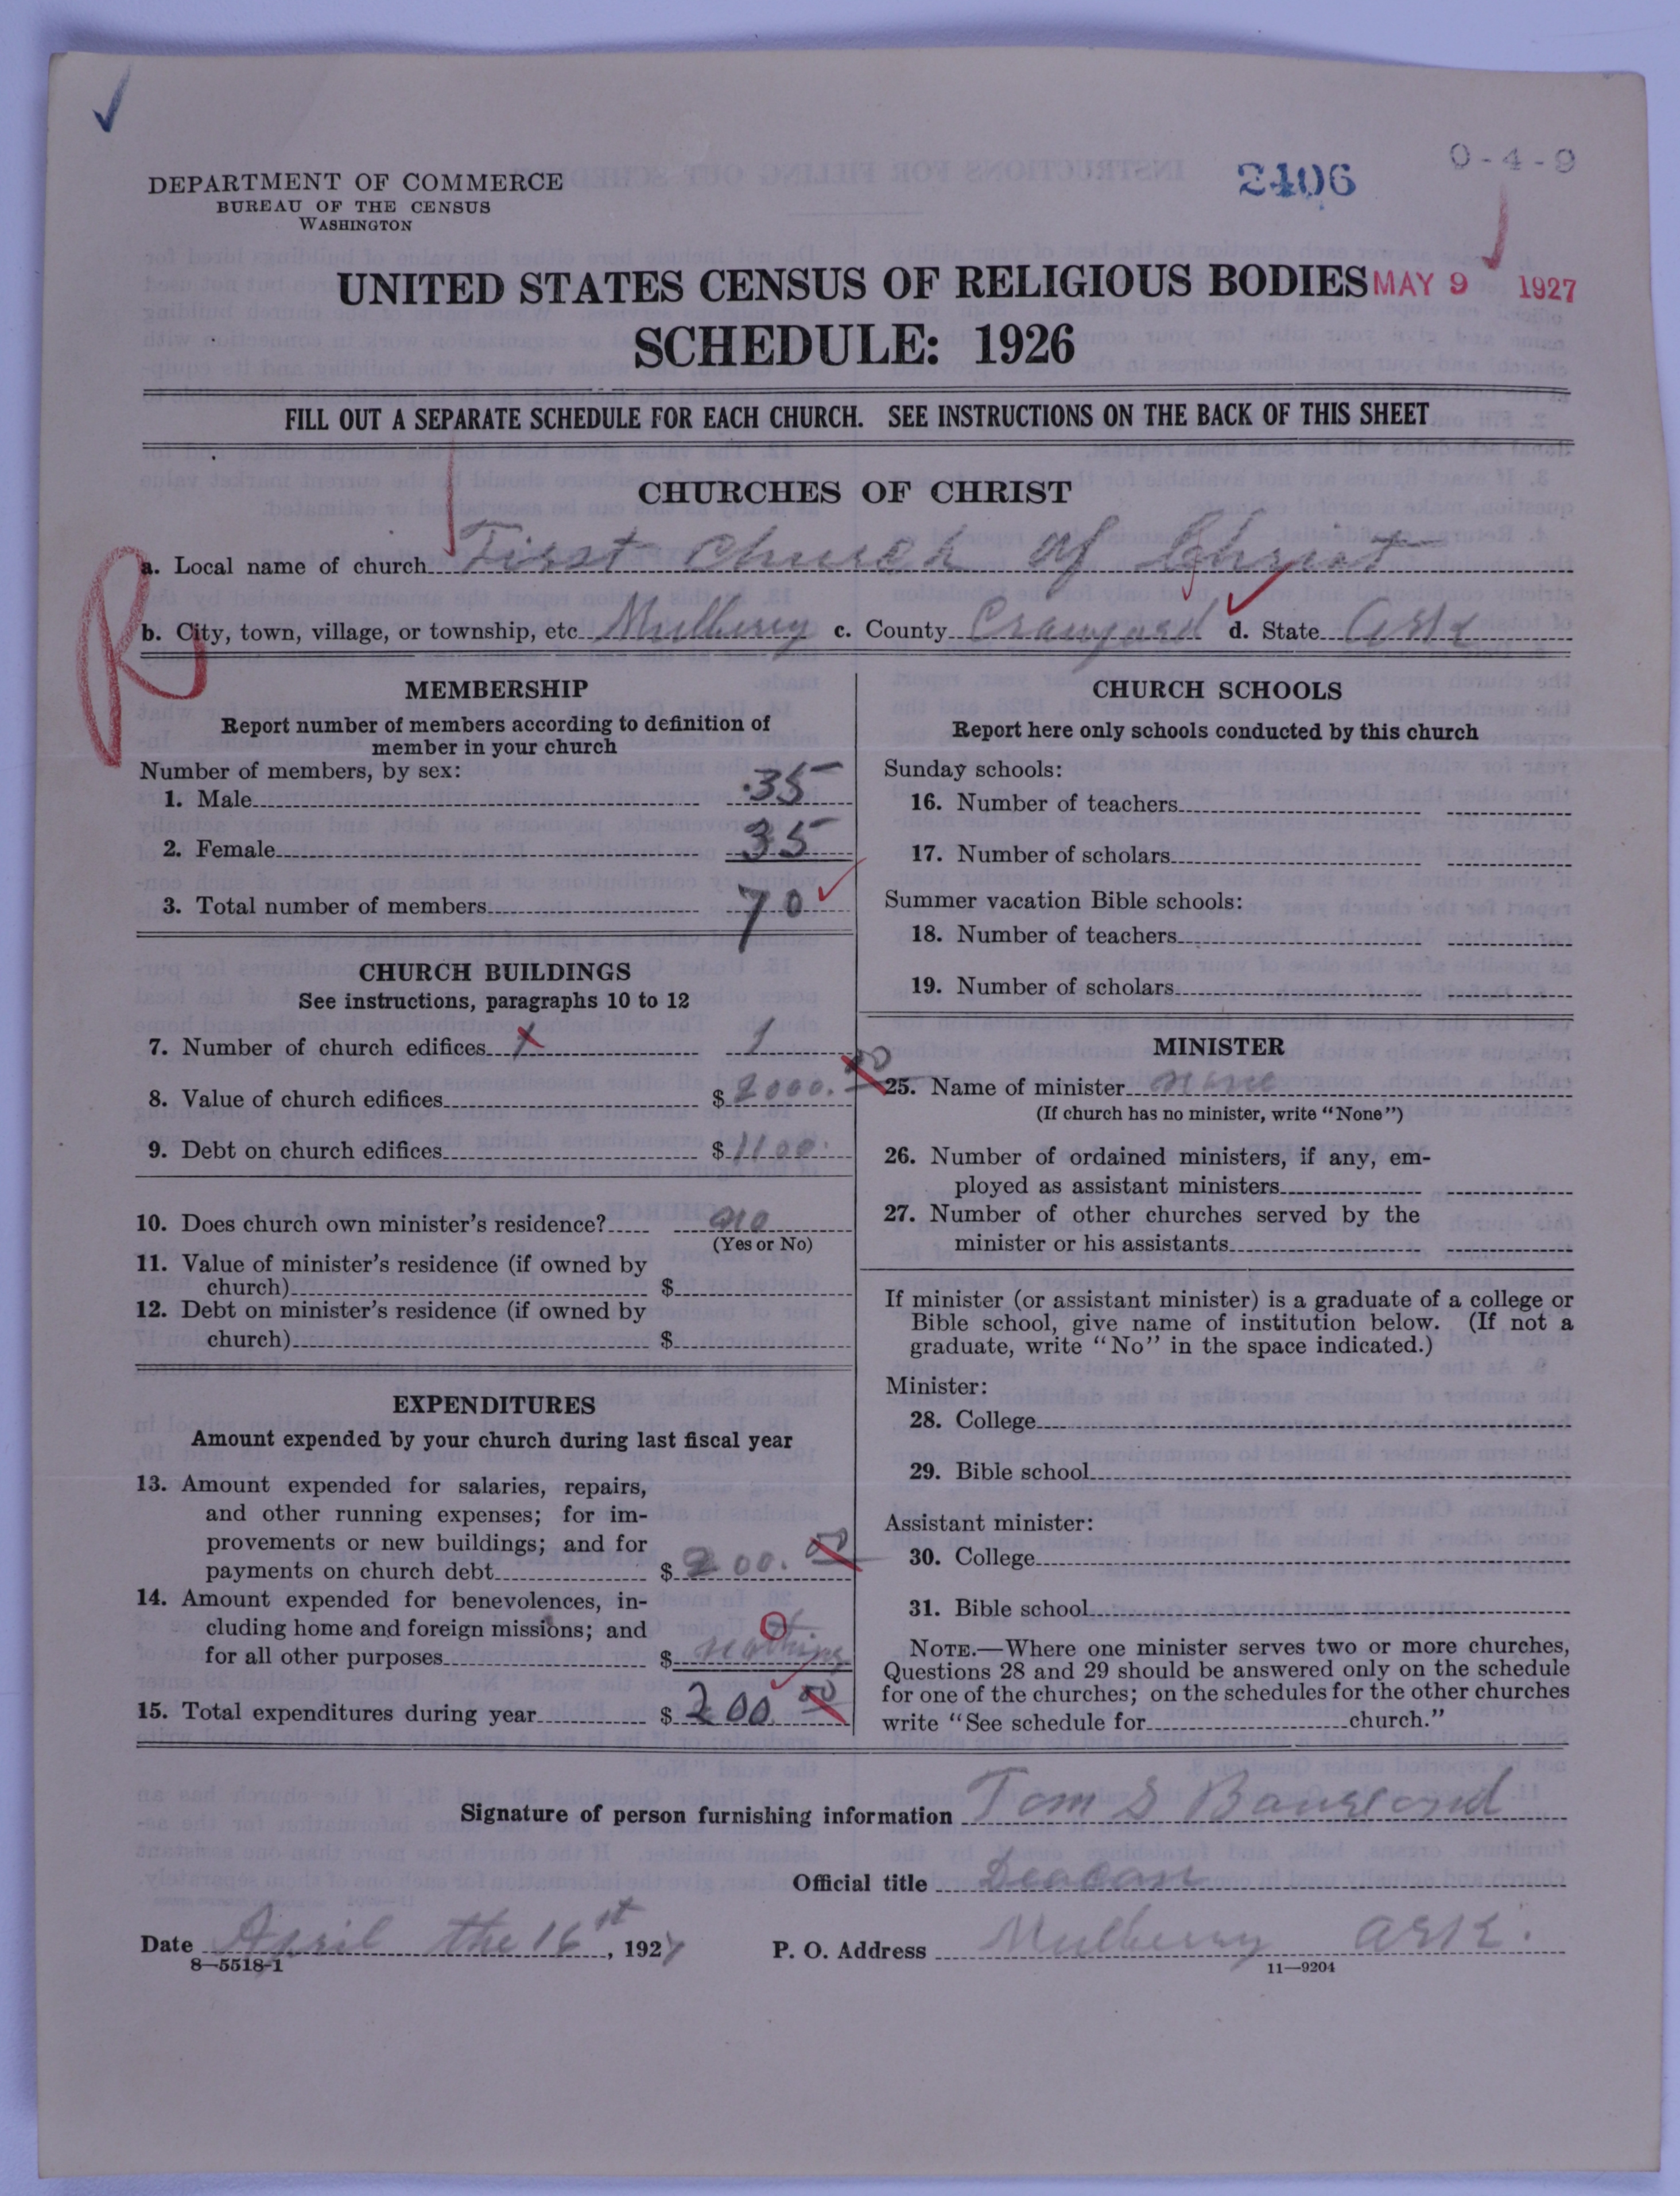 DEPARTMENT OF COMMERCE
BUREAU OF THE CENSUS
WASHINGTON
2406
0-4-9
UNITED STATES CENSUS OF RELIGIOUS BODIES
MAY 9 1927
SCHEDULE: 1926
FILL OUT A SEPARATE SCHEDULE FOR EACH CHURCH. SEE INSTRUCTIONS ON THE BACK OF THIS SHEET
CHURCHES OF CHRIST
R
a. Local name of church First Church of Christ
b. City, town, village, or township, etc. Mulberry c. County Crawford d. State Ark
MEMBERSHIP
Report number of members according to definition of
member in your church
Number of members, by sex:
1. Male 35
2. Female 35
3. Total number of members 70
CHURCH BUILDINGS
See instructions, paragraphs 10 to 12
7. Number of church edifices 1 1
8. Value of church edifices $ 2000.00
9. Debt on church edifices $ 1100.
10. Does church own minister's residence? no
(Yes or No)
11. Value of minister's residence (if owned by
church) $
12. Debt on minister's residence (if owned by
church) $
EXPENDITURES
Amount expended by your church during last fiscal year
13. Amount expended for salaries, repairs,
and other running expenses; for im-
provements or new buildings; and for
payments on church debt $ 200.00
14. Amount expended for benevolences, in-
cluding home and foreign missions; and
for all other purposes $ nothing 0
15. Total expenditures during year $ 200 00
CHURCH SCHOOLS
Report here only schools conducted by this church
Sunday schools:
16. Number of teachers
17. Number of scholars
Summer vacation Bible schools:
18. Number of teachers
19. Number of scholars
MINISTER
25. Name of minister none
(If church has no minister, write "None")
26. Number of ordained ministers, if any, em-
ployed as assistant ministers
27. Number of other churches served by the
minister or his assistants
If minister (or assistant minister) is a graduate of a college or
Bible school, give name of institution below. (If not a
graduate, write "No" in the space indicated.)
Minister:
28. College
29. Bible school
Assistant minister:
30. College
31. Bible school
NOTE.—Where one minister serves two or more churches,
Questions 28 and 29 should be answered only on the schedule
for one of the churches; on the schedules for the other churches
write "See schedule for church."
Signature of person furnishing information Tom S
Official title Deacon
Date April the 16st, 1927 P. O. Address Mulberry Ark.
8—5518-1
11—9204